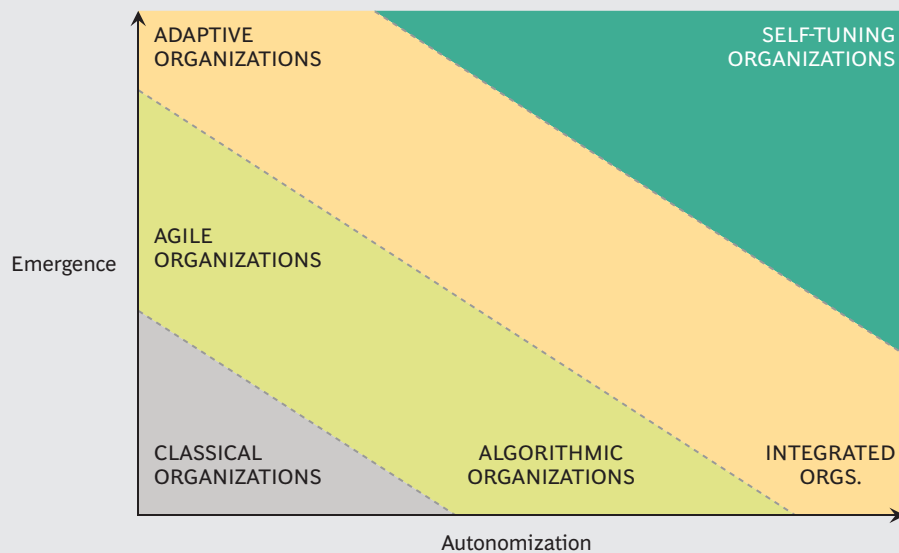 ADAPTIVE
ORGANIZATIONS
SELF-TUNING
ORGANIZATIONS
AGILE
ORGANIZATIONS
Emergence
CLASSICAL
ORGANIZATIONS
ALGORITHMIC
ORGANIZATIONS
INTEGRATED
ORGS.
Autonomization